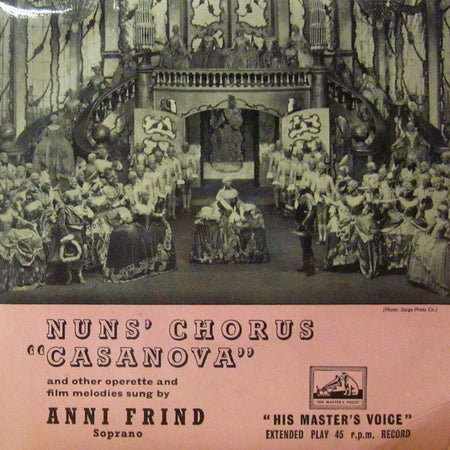 (Photo: Stage Photo Co.)
NUNS' CHORUS
"CASANOVA"
and other operette and
film melodies sung by
ANNI FRIND
Soprano
"HIS MASTER'S VOICE"
"HIS MASTER'S VOICE"
EXTENDED PLAY 45 r.p.m. RECORD